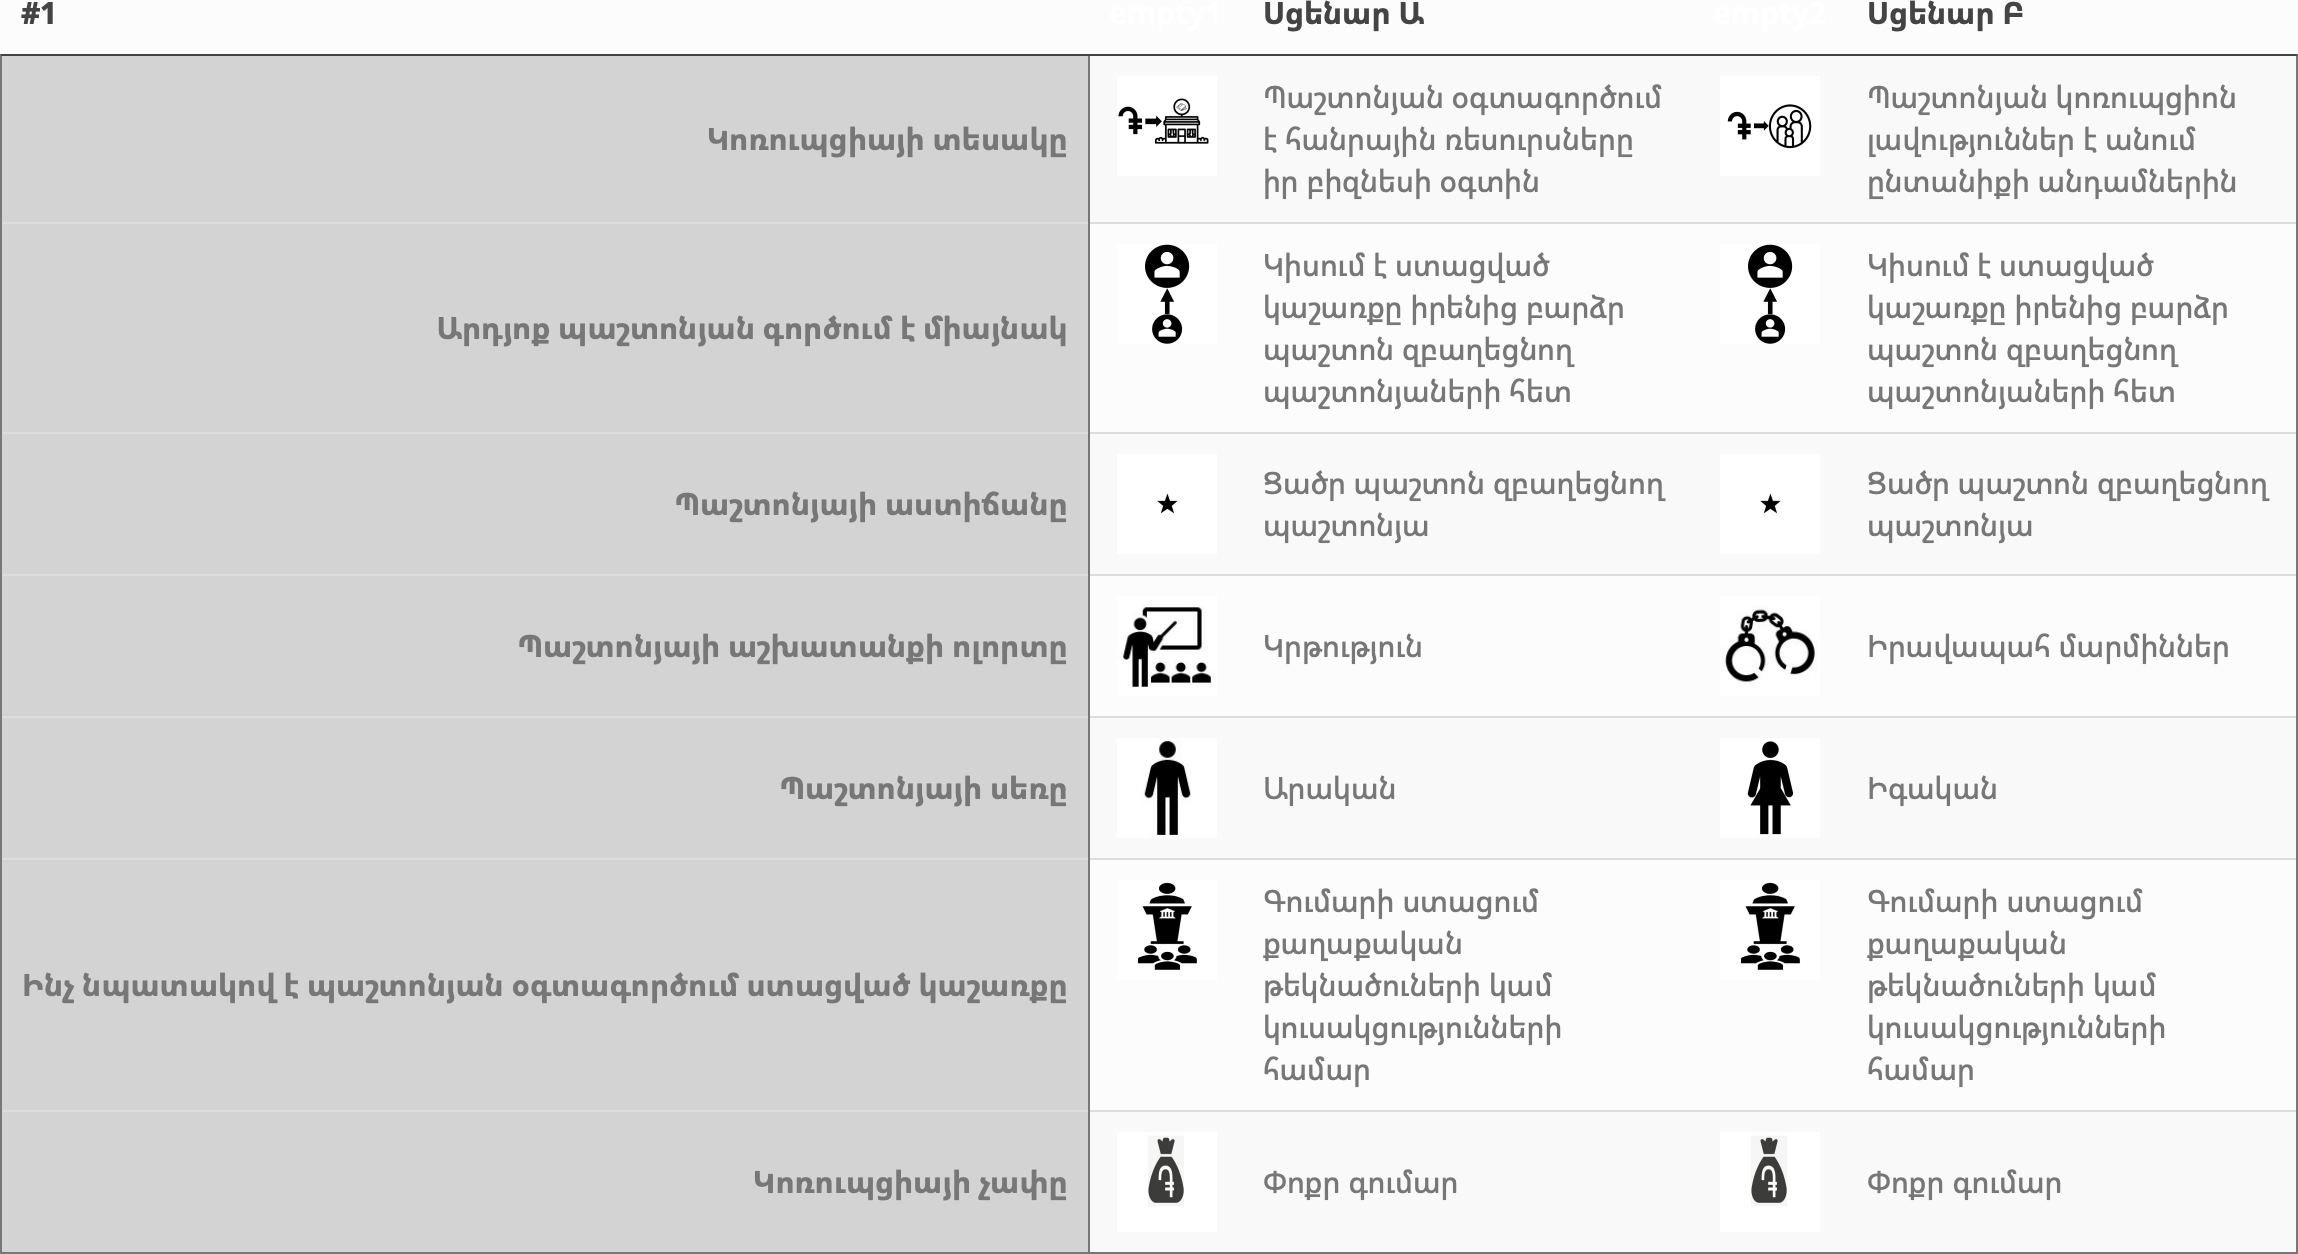 #1 empty1 Սցենար Ա empty2 Սցենար Բ
Կոռուպցիայի տեսակը
Պաշտոնյան օգտագործում
է հանրային ռեսուրսները
իր բիզնեսի օգտին
Պաշտոնյան կոռուպցիոն
լավություններ է անում
ընտանիքի անդամներին
Արդյոք պաշտոնյան գործում է միայնակ
Կիսում է ստացված
կաշառքը իրենից բարձր
պաշտոն զբաղեցնող
պաշտոնյաների հետ
Կիսում է ստացված
կաշառքը իրենից բարձր
պաշտոն զբաղեցնող
պաշտոնյաների հետ
Պաշտոնյայի աստիճանը
Ցածր պաշտոն զբաղեցնող
պաշտոնյա
Ցածր պաշտոն զբաղեցնող
պաշտոնյա
Պաշտոնյայի աշխատանքի ոլորտը
Կրթություն
Իրավապահ մարմիններ
Պաշտոնյայի սեռը
Արական
Իգական
Ինչ նպատակով է պաշտոնյան օգտագործում ստացված կաշառքը
Գումարի ստացում
քաղաքական
թեկնածուների կամ
կուսակցությունների
համար
Գումարի ստացում
քաղաքական
թեկնածուների կամ
կուսակցությունների
համար
Կոռուպցիայի չափը
Փոքր գումար
Փոքր գումար